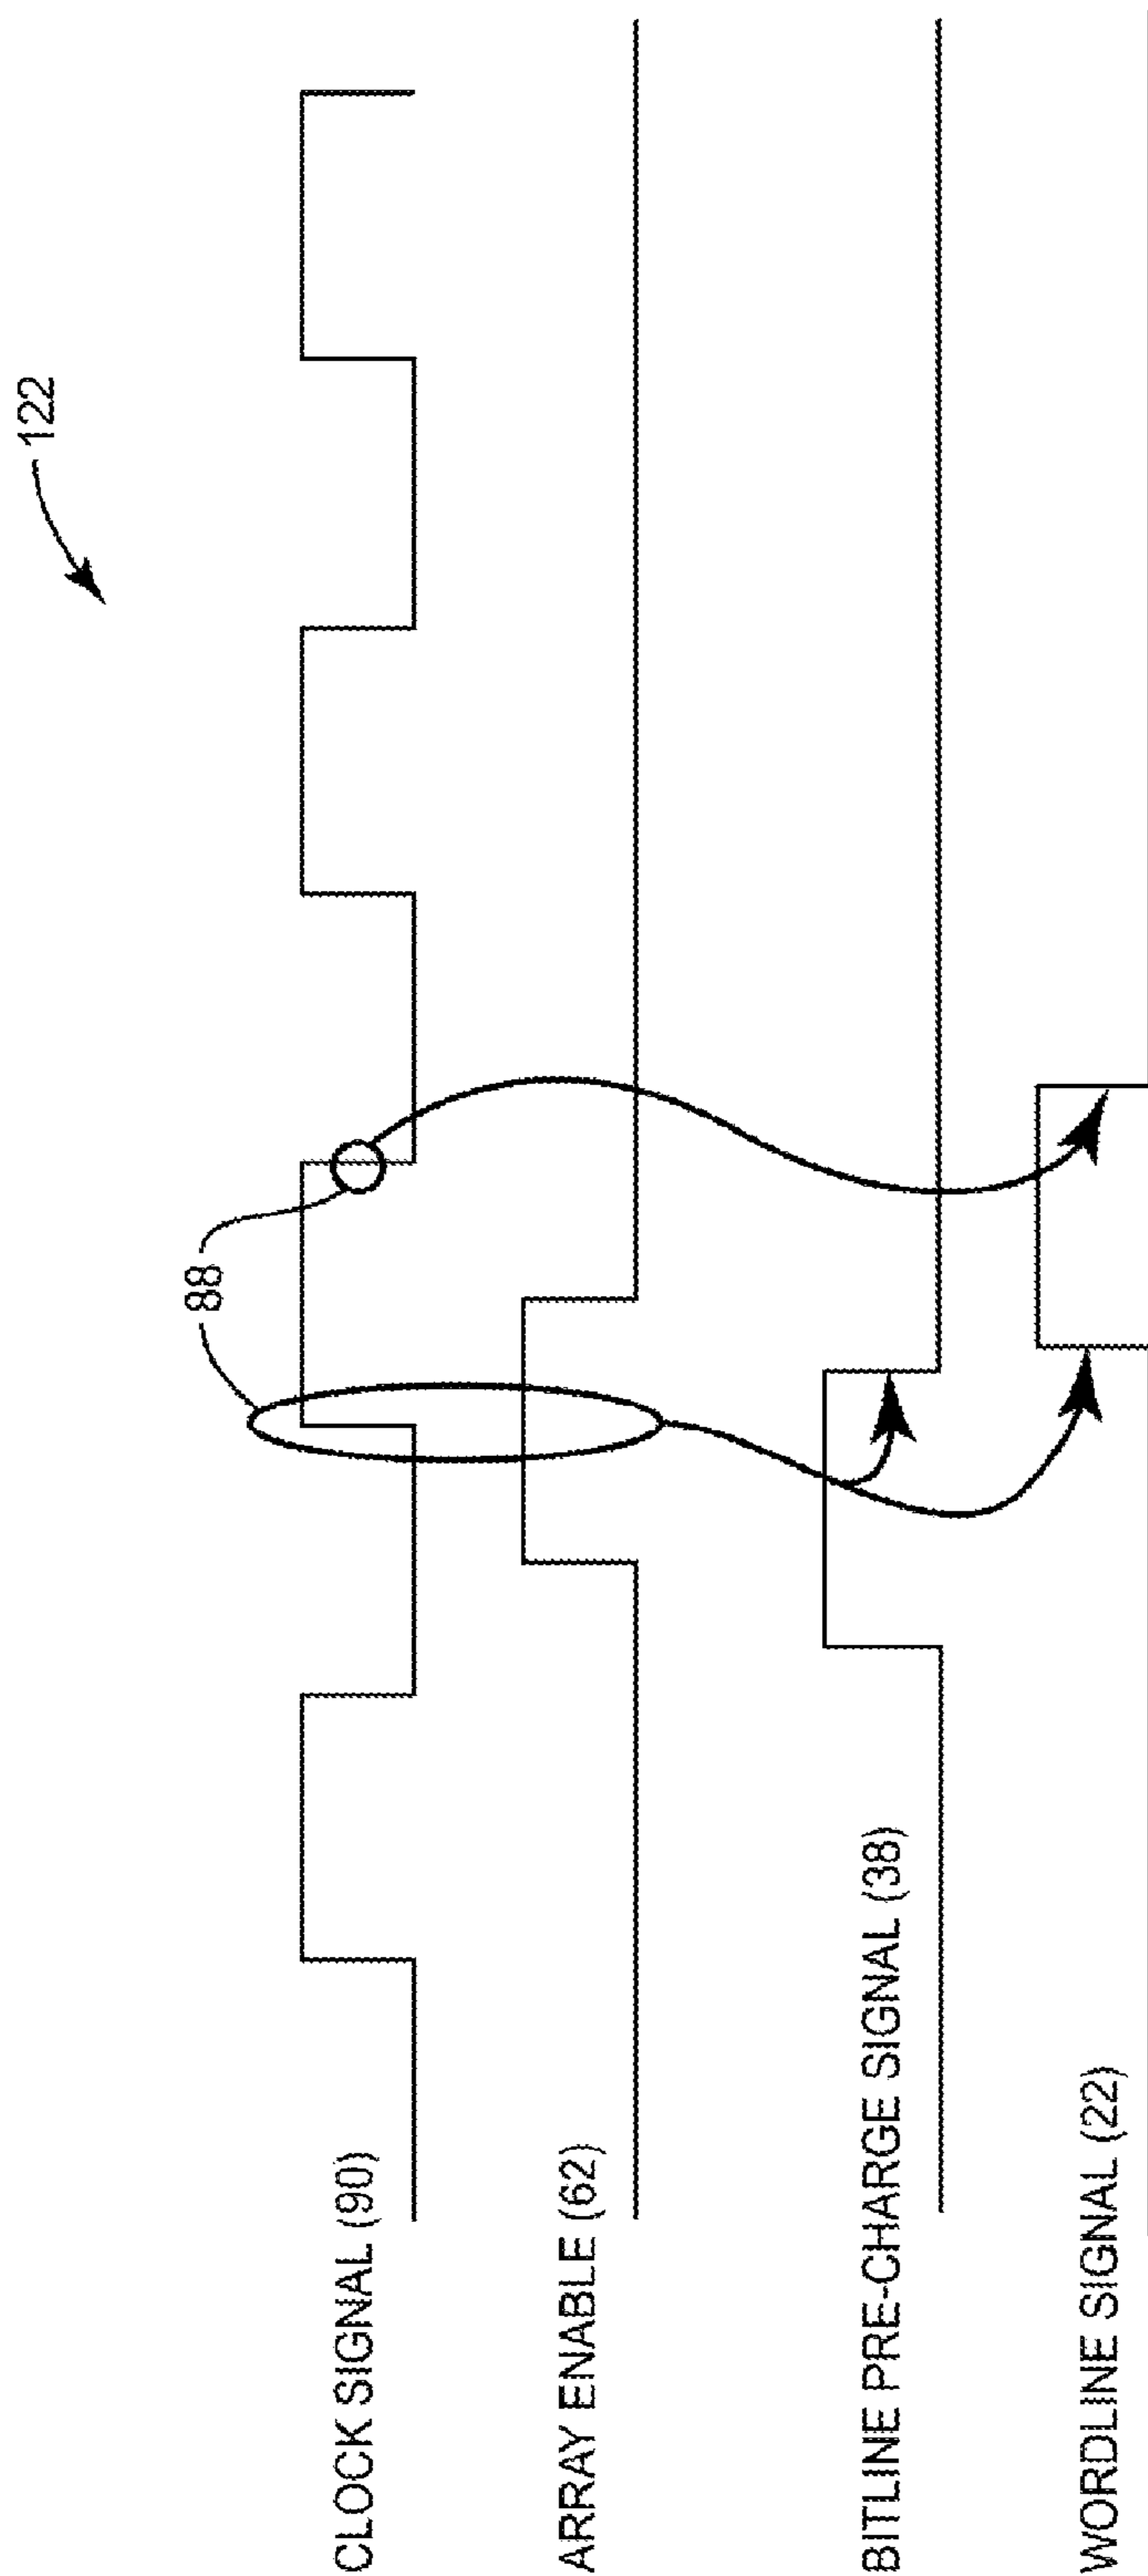 122
88
CLOCK SIGNAL (90)
ARRAY ENABLE (62)
BITLINE PRE-CHARGE SIGNAL (38)
WORDLINE SIGNAL (22)